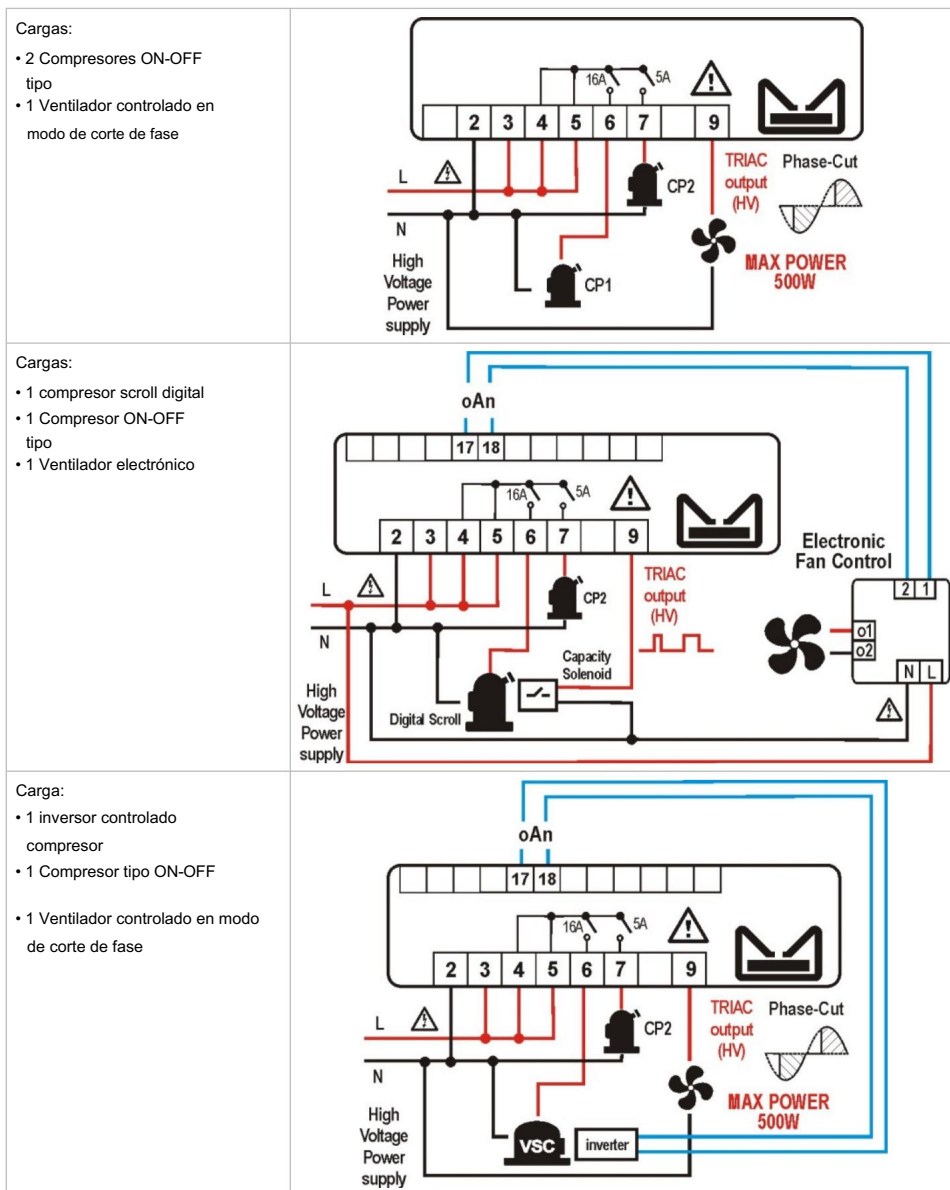 Cargas:
• 2 Compresores ON-OFF
tipo
• 1 Ventilador controlado en
modo de corte de fase
16A
5A
2 3 4 5 6 7 9
L
N
High
Voltage
Power
supply
CP2
CP1
TRIAC
output
(HV)
Phase-Cut
MAX POWER
500W
Cargas:
• 1 compresor scroll digital
• 1 Compresor ON-OFF
tipo
• 1 Ventilador electrónico
oAn
17 18
16A
5A
2 3 4 5 6 7 9
L
N
High
Voltage
Power
supply
CP2
TRIAC
output
(HV)
Digital Scroll
Capacity
Solenoid
Electronic
Fan Control
2 1
o1
o2
N L
Carga:
• 1 inversor controlado
compresor
• 1 Compresor tipo ON-OFF
• 1 Ventilador controlado en modo
de corte de fase
oAn
17 18
16A
5A
2 3 4 5 6 7 9
L
N
High
Voltage
Power
supply
CP2
VSC
inverter
TRIAC
output
(HV)
Phase-Cut
MAX POWER
500W